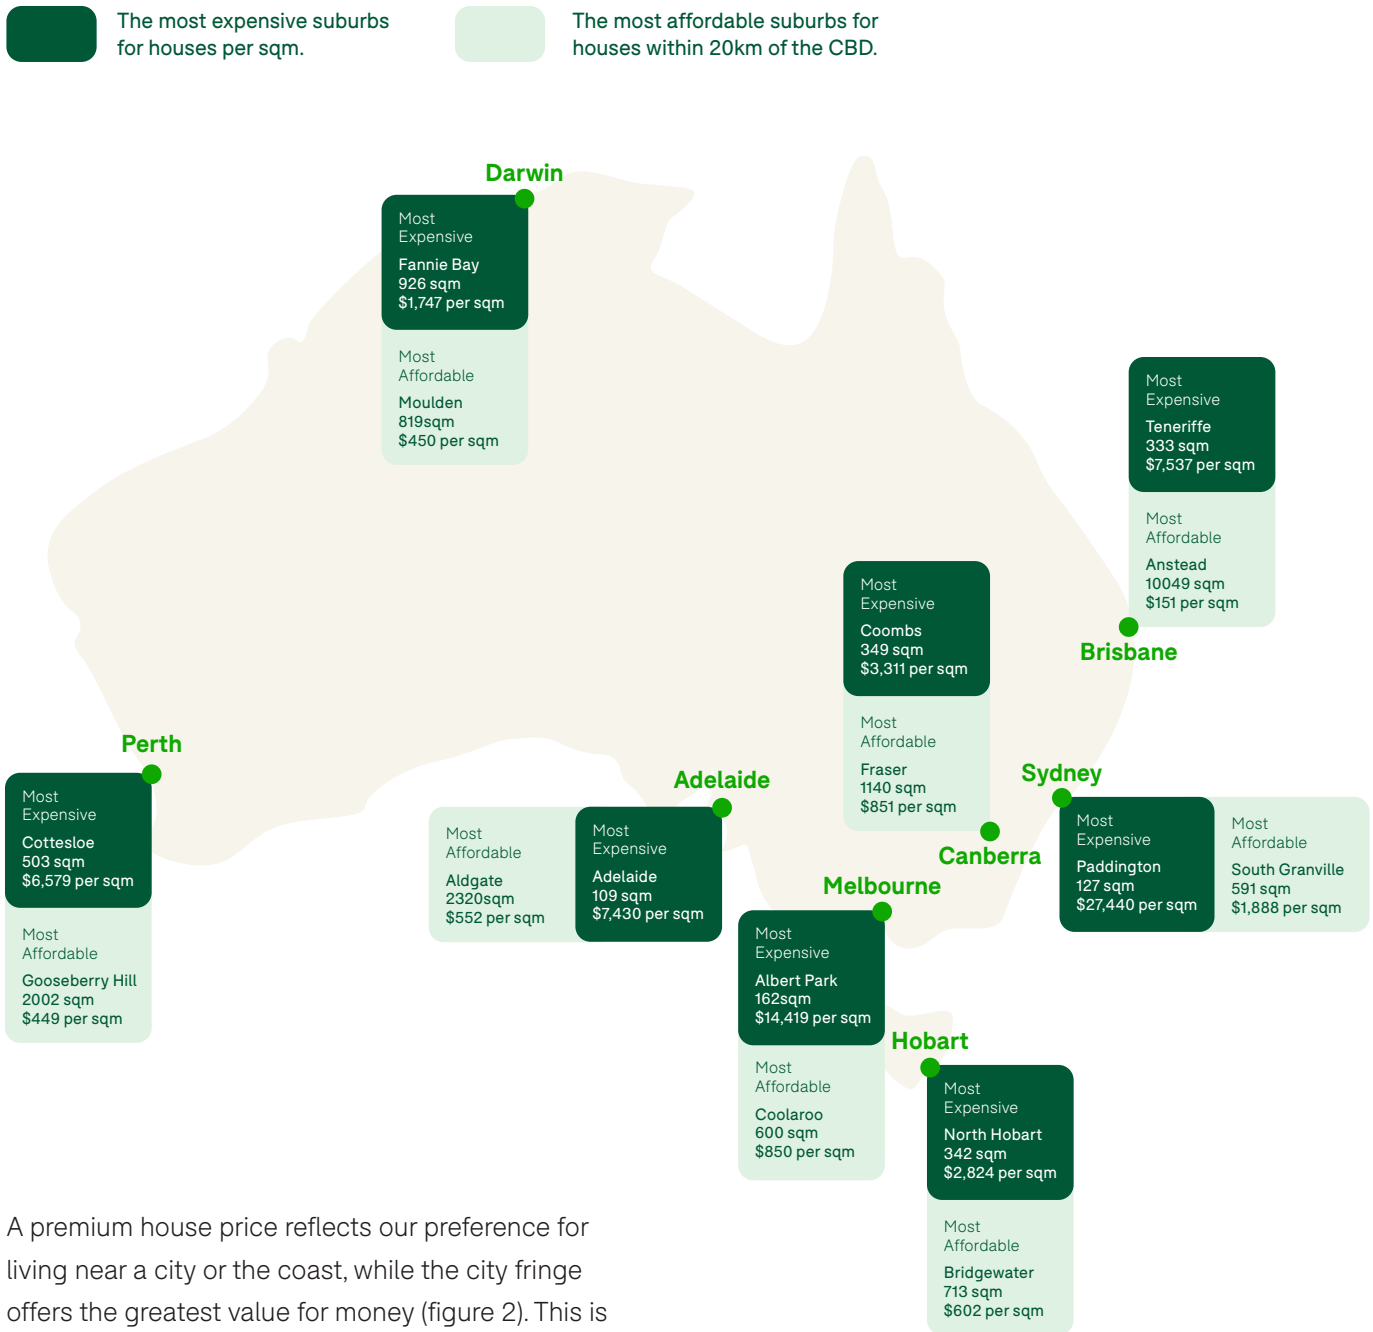 The most expensive suburbs
for houses per sqm.
The most affordable suburbs for
houses within 20km of the CBD.
Darwin
Most
Expensive
Fannie Bay
926 sqm
$1,747 per sqm
Most
Affordable
Moulden
819sqm
$450 per sqm
Most
Expensive
Teneriffe
333 sqm
$7,537 per sqm
Most
Affordable
Anstead
10049 sqm
$151 per sqm
Brisbane
Most
Expensive
Coombs
349 sqm
$3,311 per sqm
Most
Affordable
Fraser
1140 sqm
$851 per sqm
Canberra
Perth
Most
Expensive
Cottesloe
503 sqm
$6,579 per sqm
Most
Affordable
Gooseberry Hill
2002 sqm
$449 per sqm
Adelaide
Most
Affordable
Aldgate
2320sqm
$552 per sqm
Most
Expensive
Adelaide
109 sqm
$7,430 per sqm
Sydney
Most
Expensive
Paddington
127 sqm
$27,440 per sqm
Most
Affordable
South Granville
591 sqm
$1,888 per sqm
Melbourne
Most
Expensive
Albert Park
162sqm
$14,419 per sqm
Most
Affordable
Coolaroo
600 sqm
$850 per sqm
Hobart
Most
Expensive
North Hobart
342 sqm
$2,824 per sqm
Most
Affordable
Bridgewater
713 sqm
$602 per sqm
A premium house price reflects our preference for
living near a city or the coast, while the city fringe
offers the greatest value for money (figure 2). This is